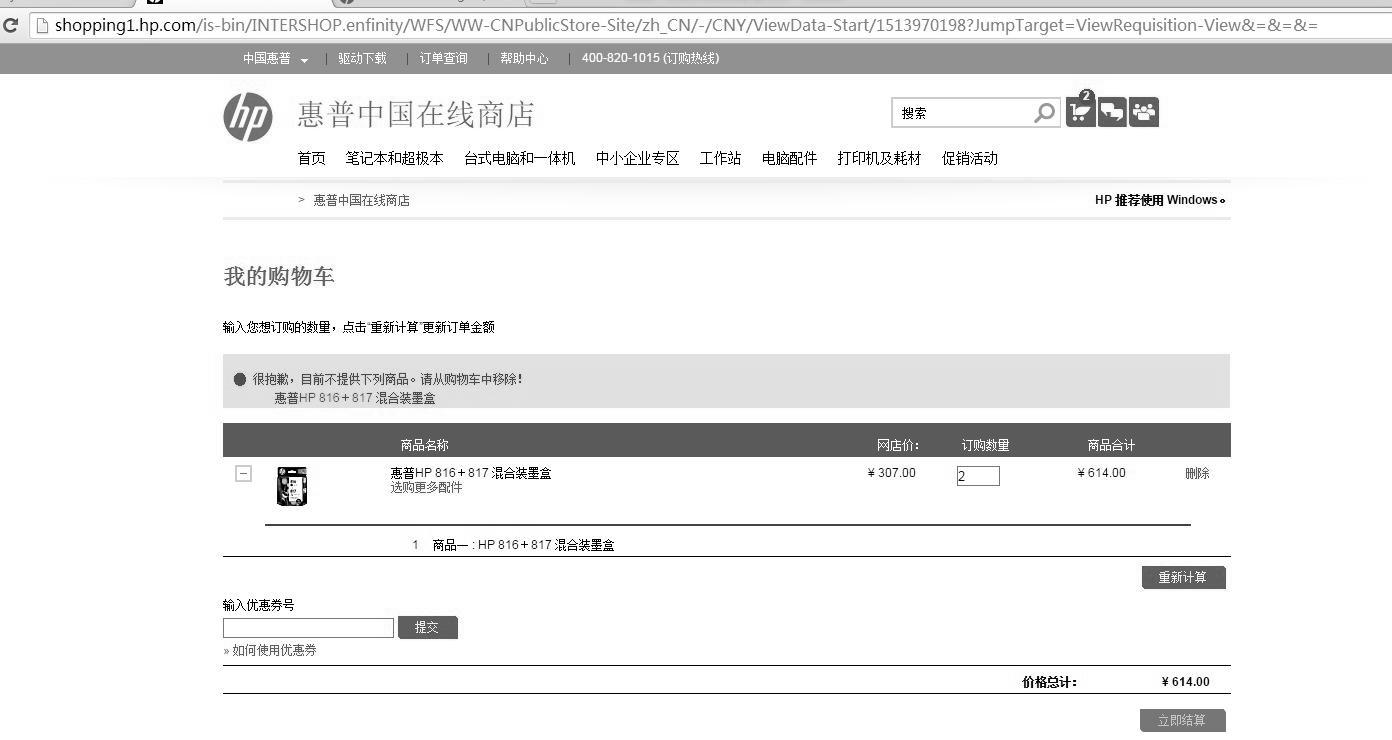 shopping1.hp.com/is-bin/INTERSHOP.enfinity/WFS/WW-CNPublicStore-Site/zh_CN/-/CNY/ViewData-Start/1513970198?JumpTarget=ViewRequisition-View&=&=&=
中国惠普 | 驱动下载 | 订单查询 | 帮助中心 | 400-820-1015 (订购热线)
hp 惠普中国在线商店 搜索 2
首页 笔记本和超极本 台式电脑和一体机 中小企业专区 工作站 电脑配件 打印机及耗材 促销活动
> 惠普中国在线商店 HP 推荐使用 Windows。
我的购物车
输入您想订购的数量，点击“重新计算”更新订单金额
很抱歉，目前不提供下列商品。请从购物车中移除！
惠普HP 816＋817 混合装墨盒
商品名称 网店价： 订购数量 商品合计
惠普HP 816＋817 混合装墨盒 ¥ 307.00 2 ¥ 614.00 删除
选购更多配件
1 商品一 : HP 816＋817 混合装墨盒
重新计算
输入优惠券号
提交
» 如何使用优惠券
价格总计： ¥ 614.00
立即结算